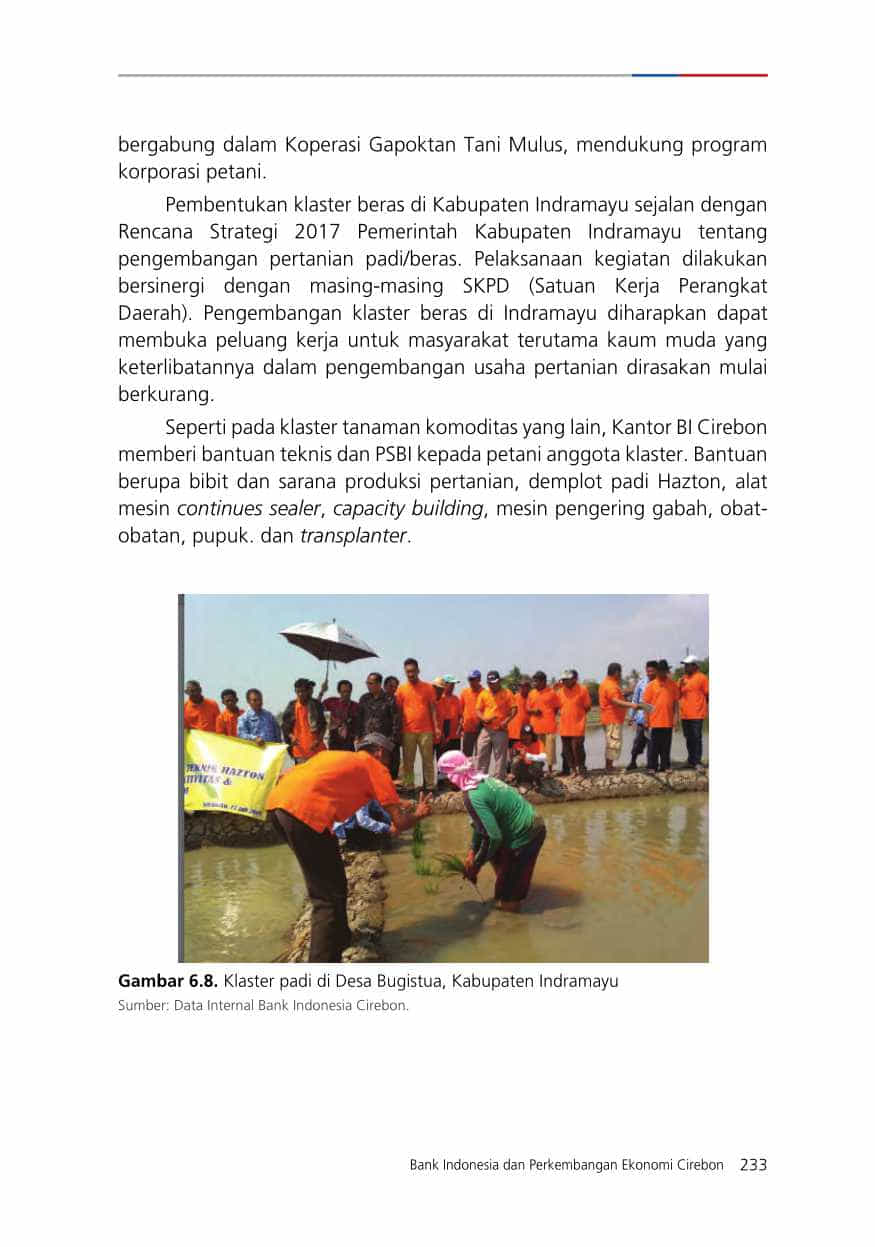 bergabung dalam Koperasi Gapoktan Tani Mulus, mendukung program
korporasi petani.
Pembentukan klaster beras di Kabupaten Indramayu sejalan dengan
Rencana Strategi 2017 Pemerintah Kabupaten Indramayu tentang
pengembangan pertanian padi/beras. Pelaksanaan kegiatan dilakukan
bersinergi dengan masing-masing SKPD (Satuan Kerja Perangkat
Daerah). Pengembangan klaster beras di Indramayu diharapkan dapat
membuka peluang kerja untuk masyarakat terutama kaum muda yang
keterlibatannya dalam pengembangan usaha pertanian dirasakan mulai
berkurang.
Seperti pada klaster tanaman komoditas yang lain, Kantor BI Cirebon
memberi bantuan teknis dan PSBI kepada petani anggota klaster. Bantuan
berupa bibit dan sarana produksi pertanian, demplot padi Hazton, alat
mesin continues sealer, capacity building, mesin pengering gabah, obat-
obatan, pupuk. dan transplanter.
TEKNIK HAZTON
Gambar 6.8. Klaster padi di Desa Bugistua, Kabupaten Indramayu
Sumber: Data Internal Bank Indonesia Cirebon.
Bank Indonesia dan Perkembangan Ekonomi Cirebon 233